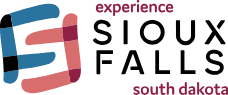 experience
SIOUX
FALLS
south dakota